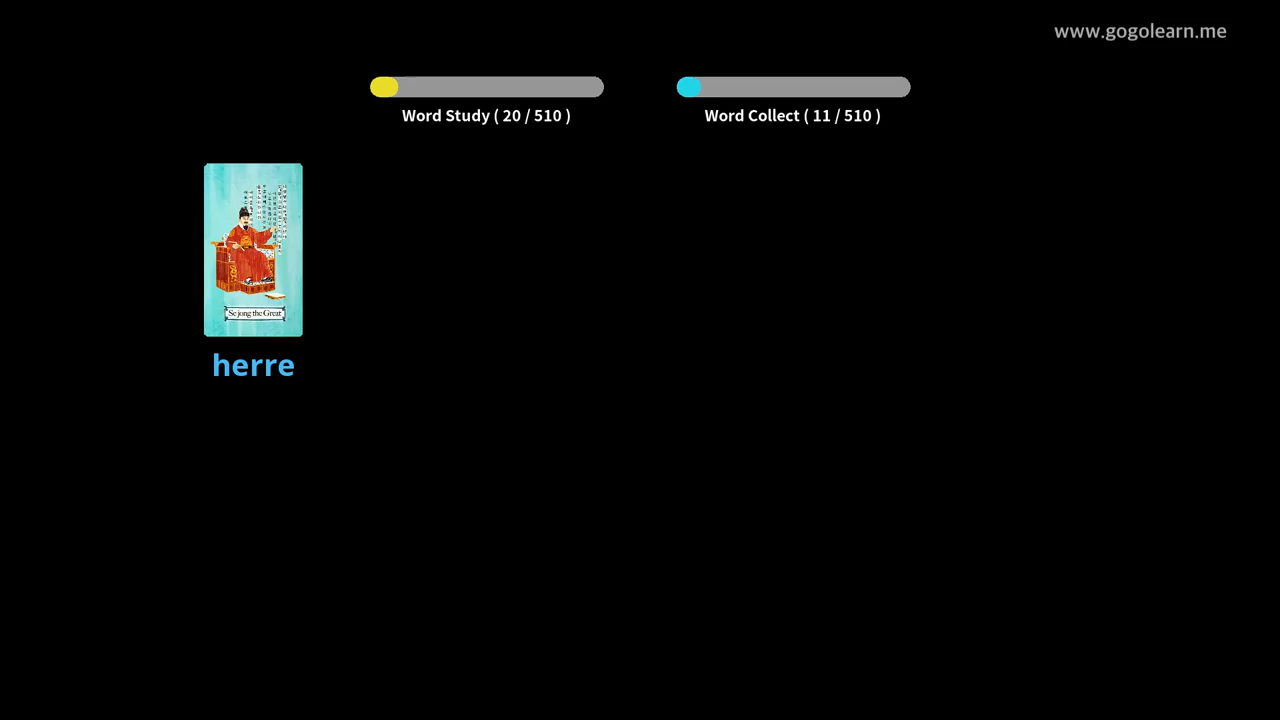 www.gogolearn.me
Word Study ( 20 / 510 )
Word Collect ( 11 / 510 )
Se jong the Great
herre